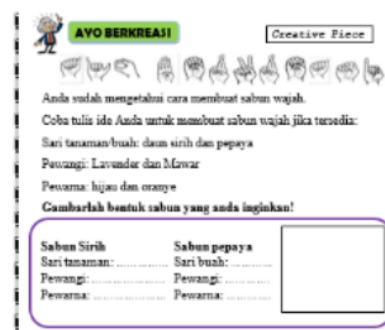 AYO BERKREASI
Creative Piece
Anda sudah mengetahui cara membuat sabun wajah.
Coba tulis ide Anda untuk membuat sabun wajah jika tersedia:
Sari tanaman/buah: daun sirih dan pepaya
Pewangi: Lavender dan Mawar
Pewarna: hijau dan oranye
Gambarlah bentuk sabun yang anda inginkan!
Sabun Sirih
Sari tanaman: ..................
Pewangi: ..................
Pewarna: ..................
Sabun pepaya
Sari buah: ..................
Pewangi: ..................
Pewarna: ..................